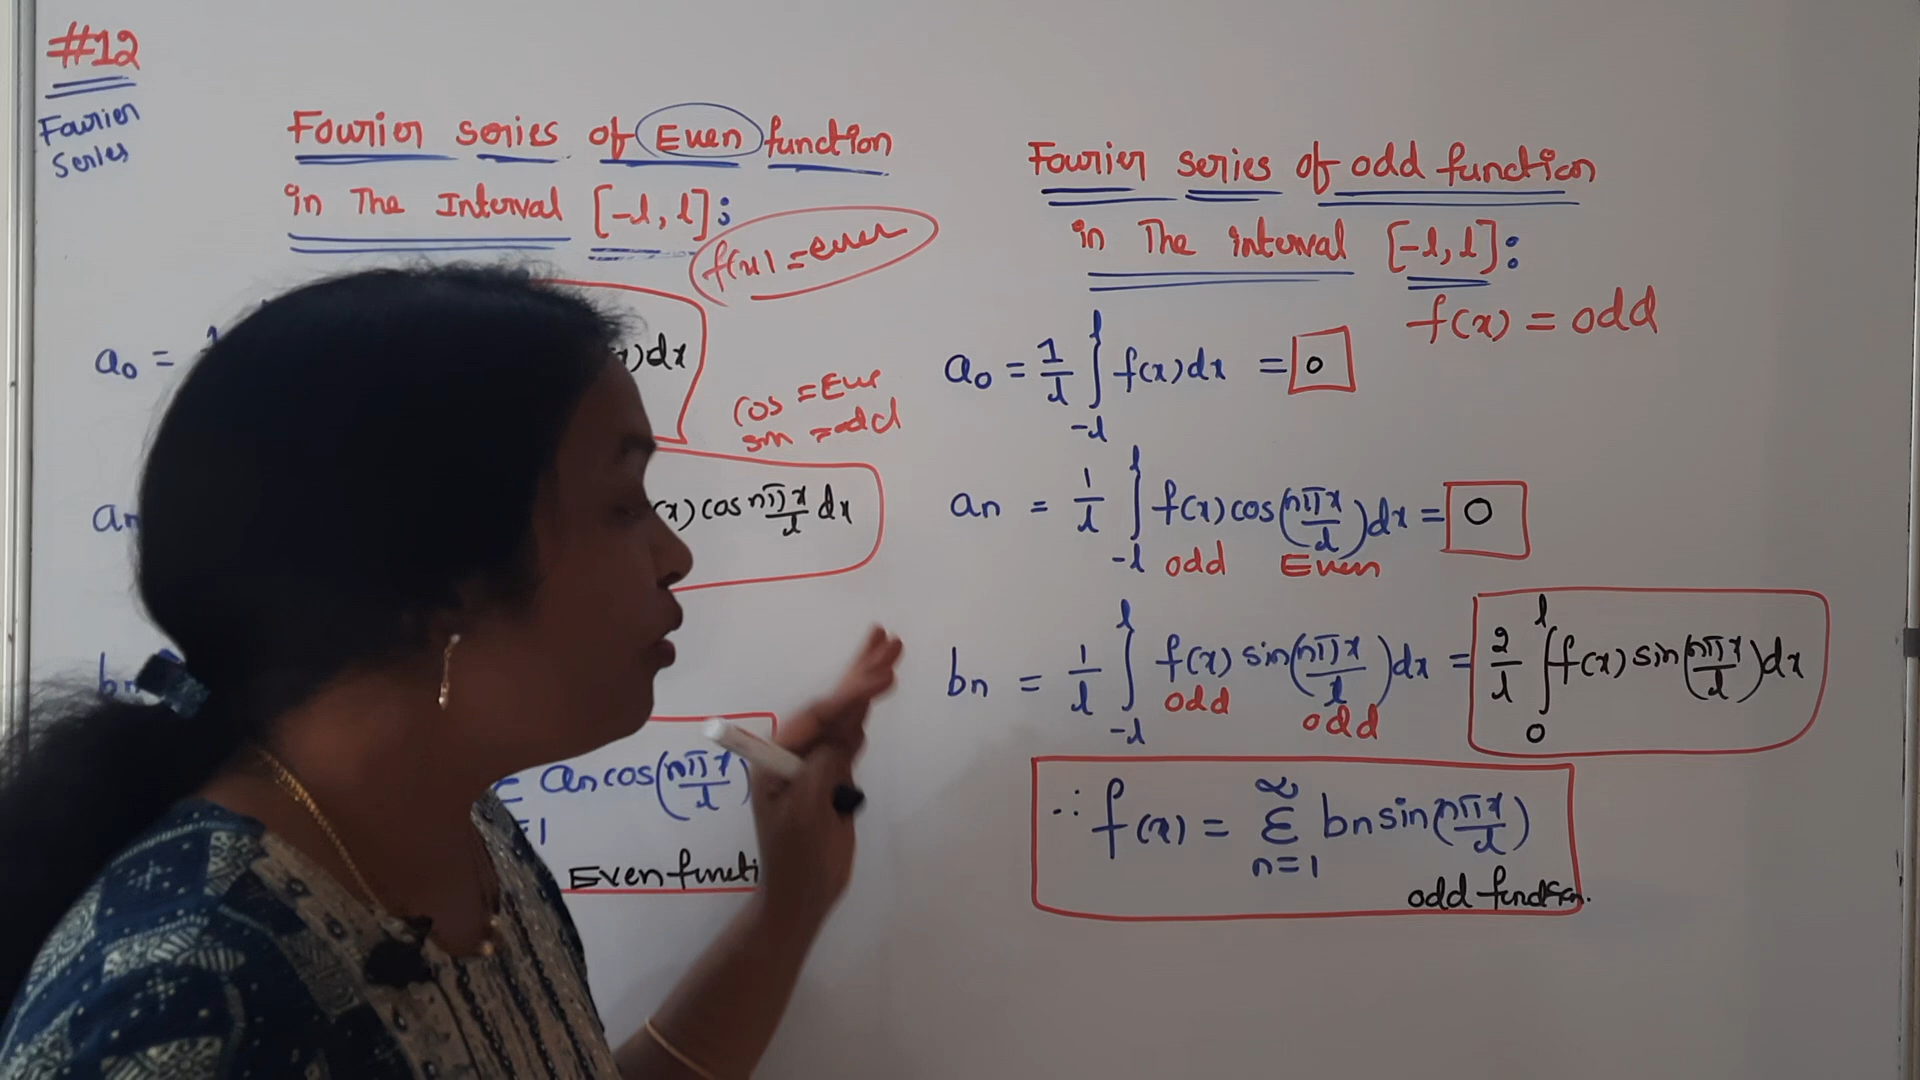 #12
Fourier
Series
Fourier series of Even function
in The Interval [-l, l]:
f(x) = even
a₀ =
)dx
cos = Eve
sin = odd
an
(x) cos nπx/l dx
bn
an cos(nπx/l)
=1
Even functi
Fourier series of odd function
in The interval [-l, l]:
f(x) = odd
a₀ = 1/l ∫_{-l}^{l} f(x)dx = 0
an = 1/l ∫_{-l}^{l} f(x) cos(nπx/l)dx = 0
odd Even
bn = 1/l ∫_{-l}^{l} f(x) sin(nπx/l)dx = 2/l ∫_{0}^{l} f(x) sin(nπx/l)dx
odd odd
∴ f(x) = Σ_{n=1}^{∞} bn sin(nπx/l)
odd function.